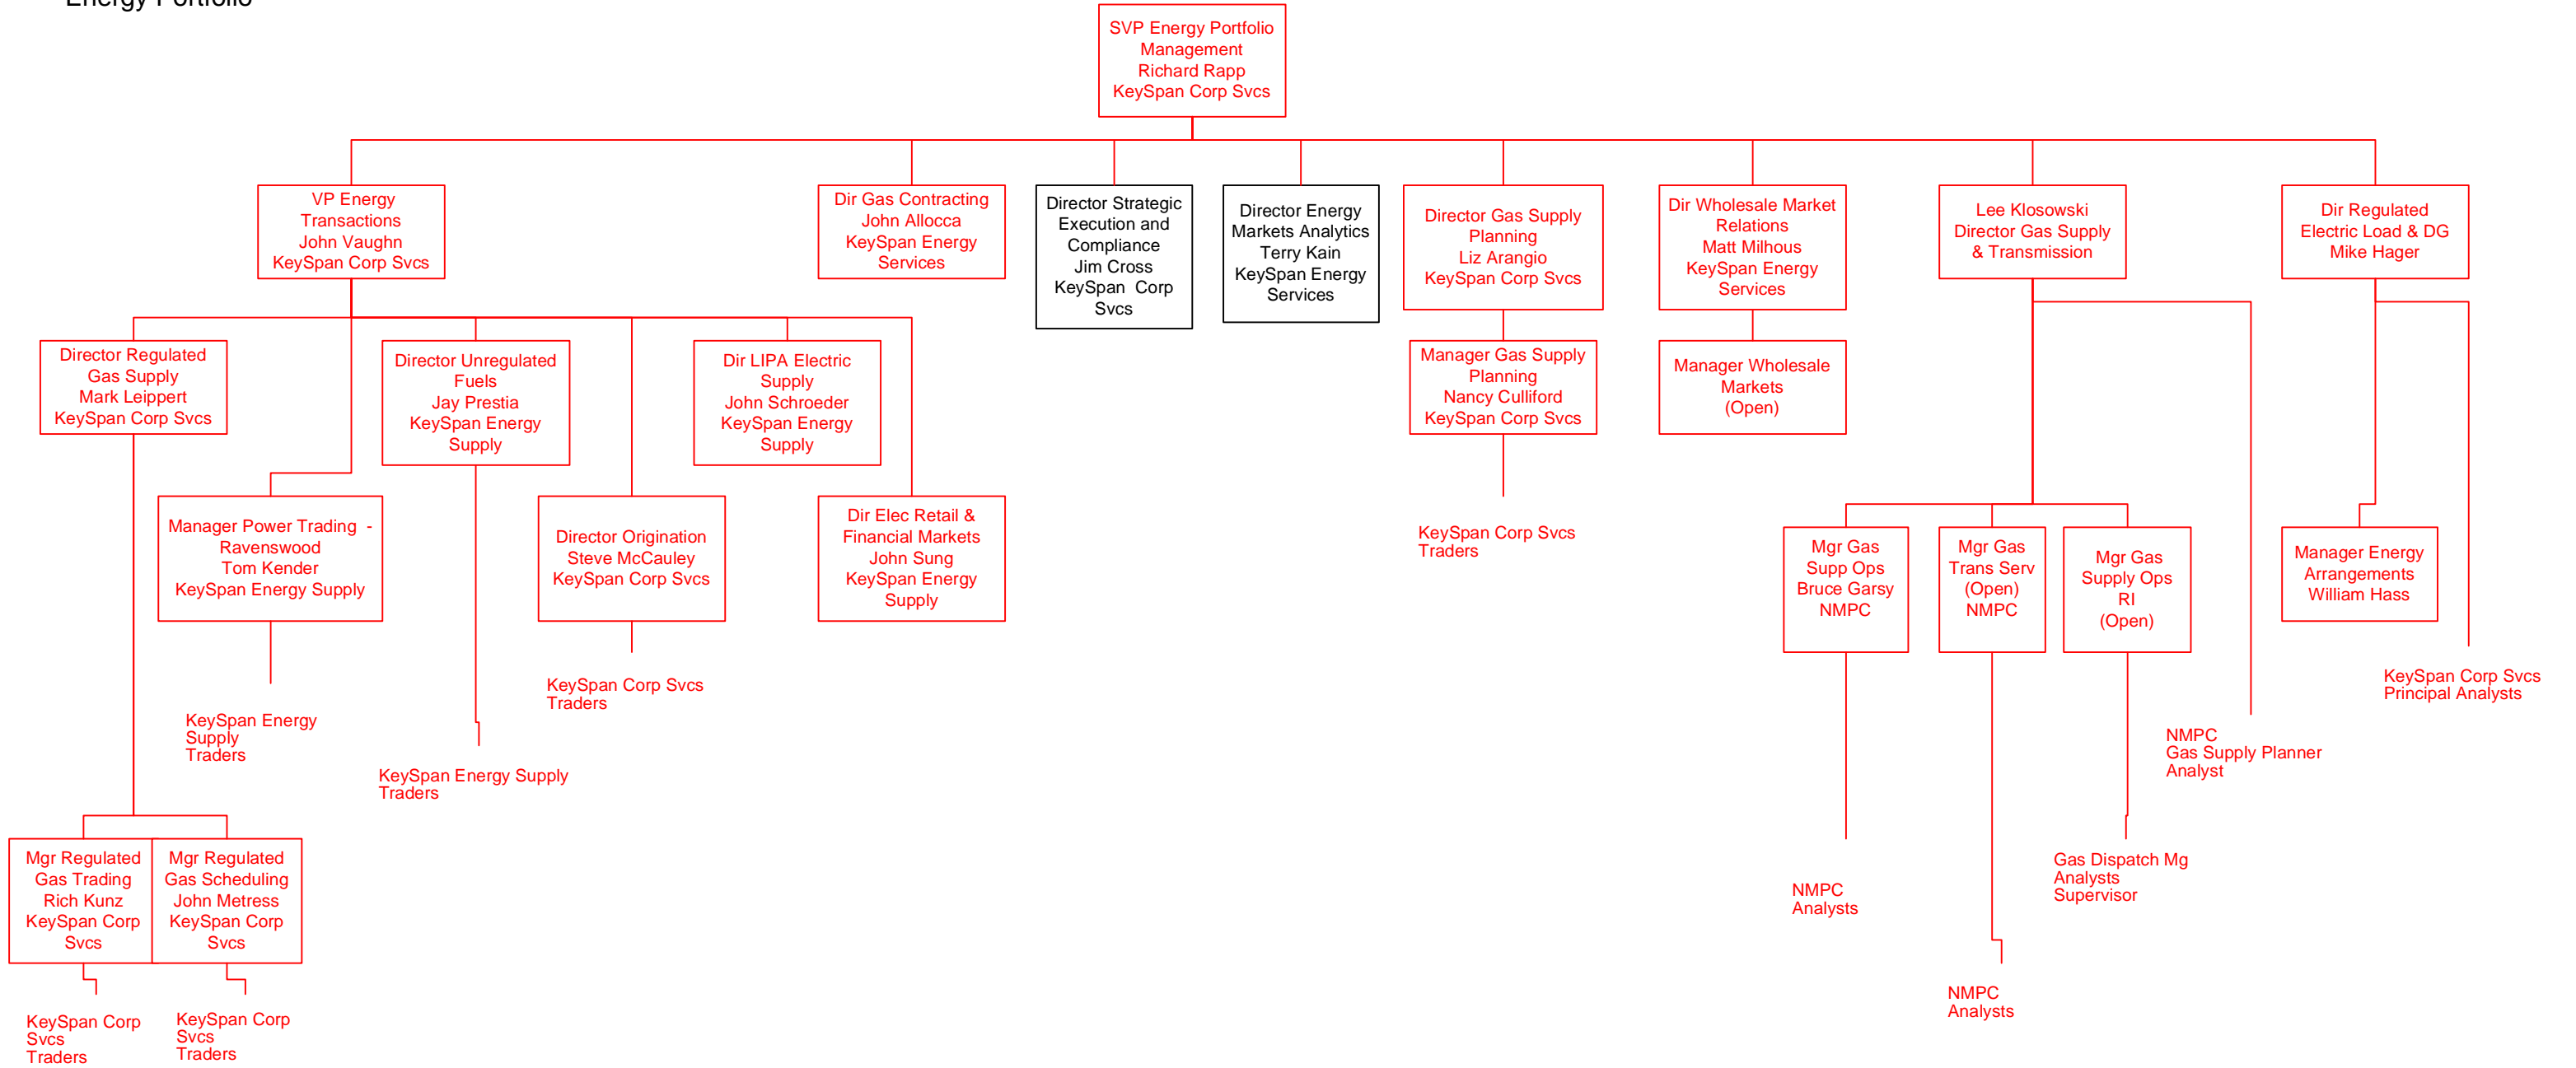 Energy Portfolio
SVP Energy Portfolio
Management
Richard Rapp
KeySpan Corp Svcs
VP Energy
Transactions
John Vaughn
KeySpan Corp Svcs
Dir Gas Contracting
John Allocca
KeySpan Energy
Services
Director Strategic
Execution and
Compliance
Jim Cross
KeySpan  Corp
Svcs
Director Energy
Markets Analytics
Terry Kain
KeySpan Energy
Services
Director Gas Supply
Planning
Liz Arangio
KeySpan Corp Svcs
Dir Wholesale Market
Relations
Matt Milhous
KeySpan Energy
Services
Lee Klosowski
Director Gas Supply
& Transmission
Dir Regulated
Electric Load & DG
Mike Hager
Director Regulated
Gas Supply
Mark Leippert
KeySpan Corp Svcs
Director Unregulated
Fuels
Jay Prestia
KeySpan Energy
Supply
Dir LIPA Electric
Supply
John Schroeder
KeySpan Energy
Supply
Manager Gas Supply
Planning
Nancy Culliford
KeySpan Corp Svcs
Manager Wholesale
Markets
(Open)
Manager Power Trading  -
Ravenswood
Tom Kender
KeySpan Energy Supply
Director Origination
Steve McCauley
KeySpan Corp Svcs
Dir Elec Retail &
Financial Markets
John Sung
KeySpan Energy
Supply
KeySpan Corp Svcs
Traders
Mgr Gas
Supp Ops
Bruce Garsy
NMPC
Mgr Gas
Trans Serv
(Open)
NMPC
Mgr Gas
Supply Ops
RI
(Open)
Manager Energy
Arrangements
William Hass
KeySpan Corp Svcs
Principal Analysts
KeySpan Corp Svcs
Traders
KeySpan Energy
Supply
Traders
KeySpan Energy Supply
Traders
NMPC
Gas Supply Planner
Analyst
Mgr Regulated
Gas Trading
Rich Kunz
KeySpan Corp
Svcs
Mgr Regulated
Gas Scheduling
John Metress
KeySpan Corp
Svcs
NMPC
Analysts
Gas Dispatch Mg
Analysts
Supervisor
NMPC
Analysts
KeySpan Corp
Svcs
Traders
KeySpan Corp
Svcs
Traders